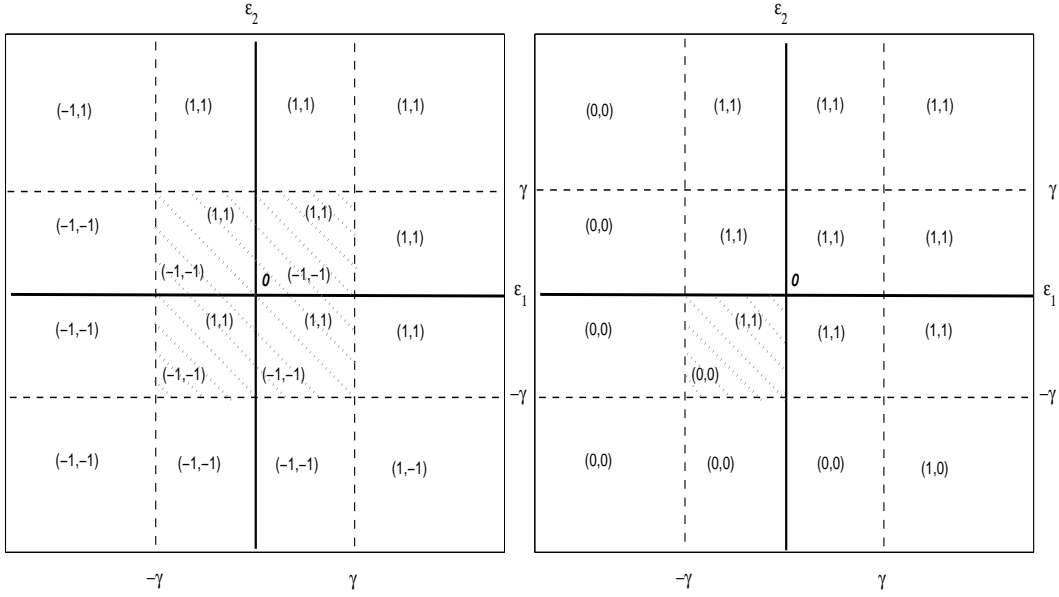 ε2 ε2
(−1,1) (1,1) (1,1) (1,1) (0,0) (1,1) (1,1) (1,1)
γ γ
(1,1) (1,1)
(−1,−1) (1,1) (0,0) (1,1) (1,1) (1,1)
(−1,−1) 0 (−1,−1) 0
ε1 ε1
(−1,−1) (1,1) (1,1) (1,1) (0,0) (1,1) (1,1) (1,1)
(−1,−1) (−1,−1) (0,0)
−γ −γ
(−1,−1) (−1,−1) (−1,−1) (1,−1) (0,0) (0,0) (0,0) (1,0)
−γ γ −γ γ